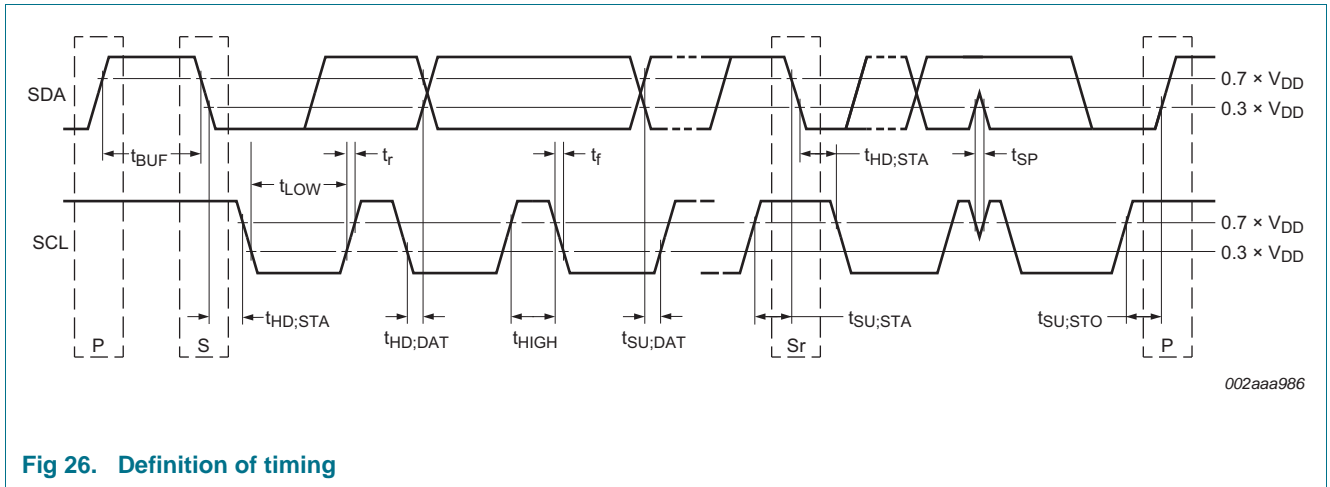 SDA
0.7 × VDD
0.3 × VDD
tBUF
tLOW
tr
tf
tHD;STA
tSP
SCL
0.7 × VDD
0.3 × VDD
tHD;STA
tHD;DAT
tHIGH
tSU;DAT
tSU;STA
tSU;STO
P
S
Sr
P
002aaa986
Fig 26. Definition of timing